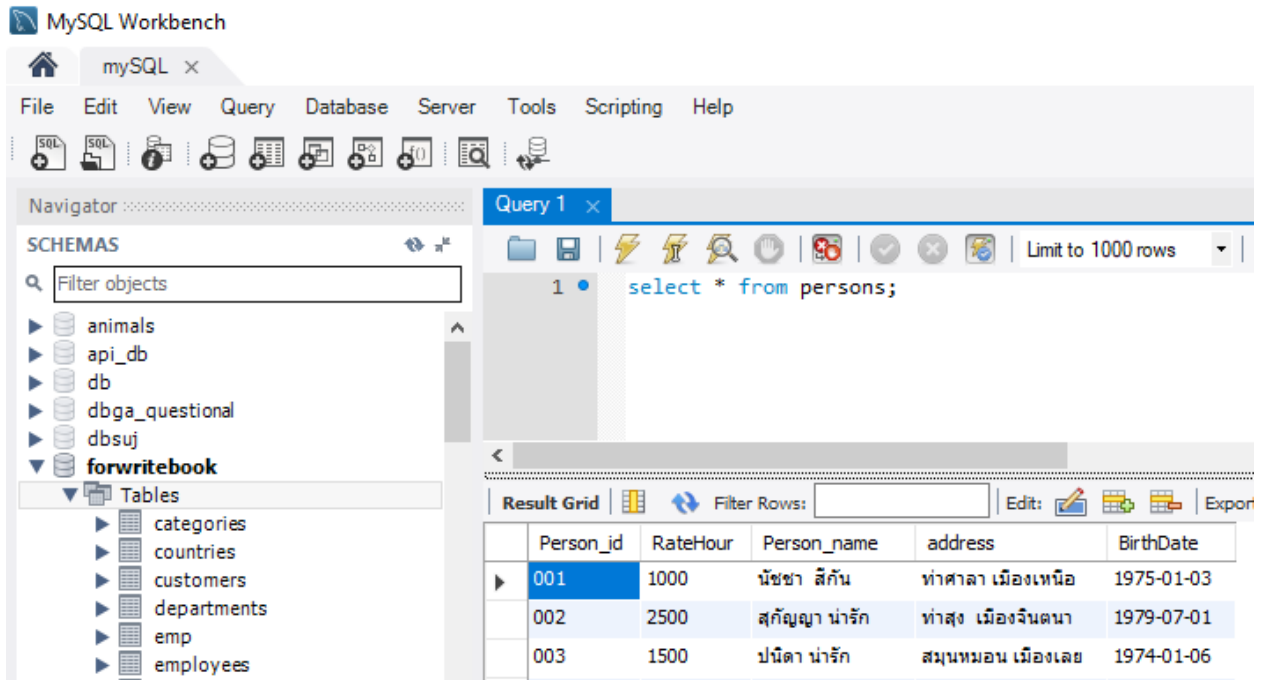 MySQL Workbench
mySQL
File Edit View Query Database Server Tools Scripting Help
Navigator
SCHEMAS
Filter objects
animals
api_db
db
dbga_questional
dbsuj
forwritebook
Tables
categories
countries
customers
departments
emp
employees
Query 1
Limit to 1000 rows
1 select * from persons;
Result Grid Filter Rows: Edit: Export
Person_id RateHour Person_name address BirthDate
001 1000 นัชชา สีกัน ท่าศาลา เมืองเหนือ 1975-01-03
002 2500 สุกัญญา น่ารัก ท่าสุง เมืองจินตนา 1979-07-01
003 1500 ปนิดา น่ารัก สมุนหมอน เมืองเลย 1974-01-06